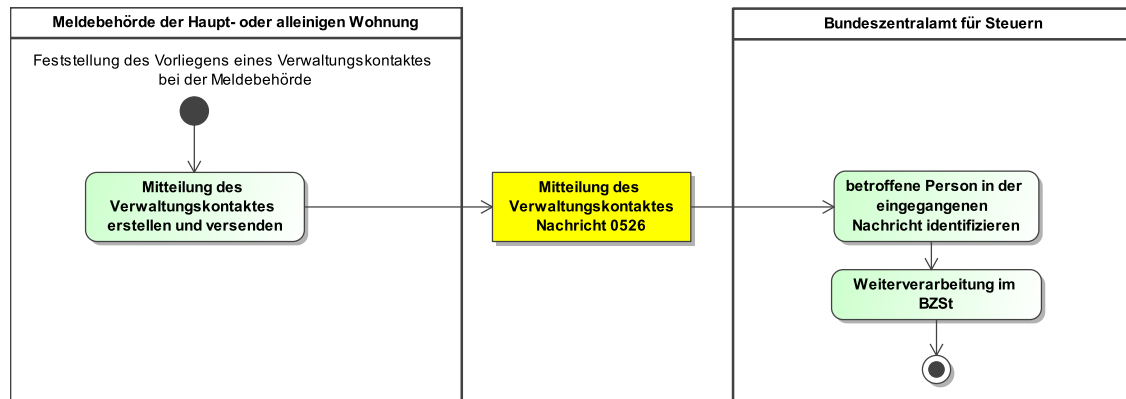 Meldebehörde der Haupt- oder alleinigen Wohnung
Feststellung des Vorliegens eines Verwaltungskontaktes
bei der Meldebehörde
Mitteilung des
Verwaltungskontaktes
erstellen und versenden
Mitteilung des
Verwaltungskontaktes
Nachricht 0526
Bundeszentralamt für Steuern
betroffene Person in der
eingegangenen
Nachricht identifizieren
Weiterverarbeitung im
BZSt